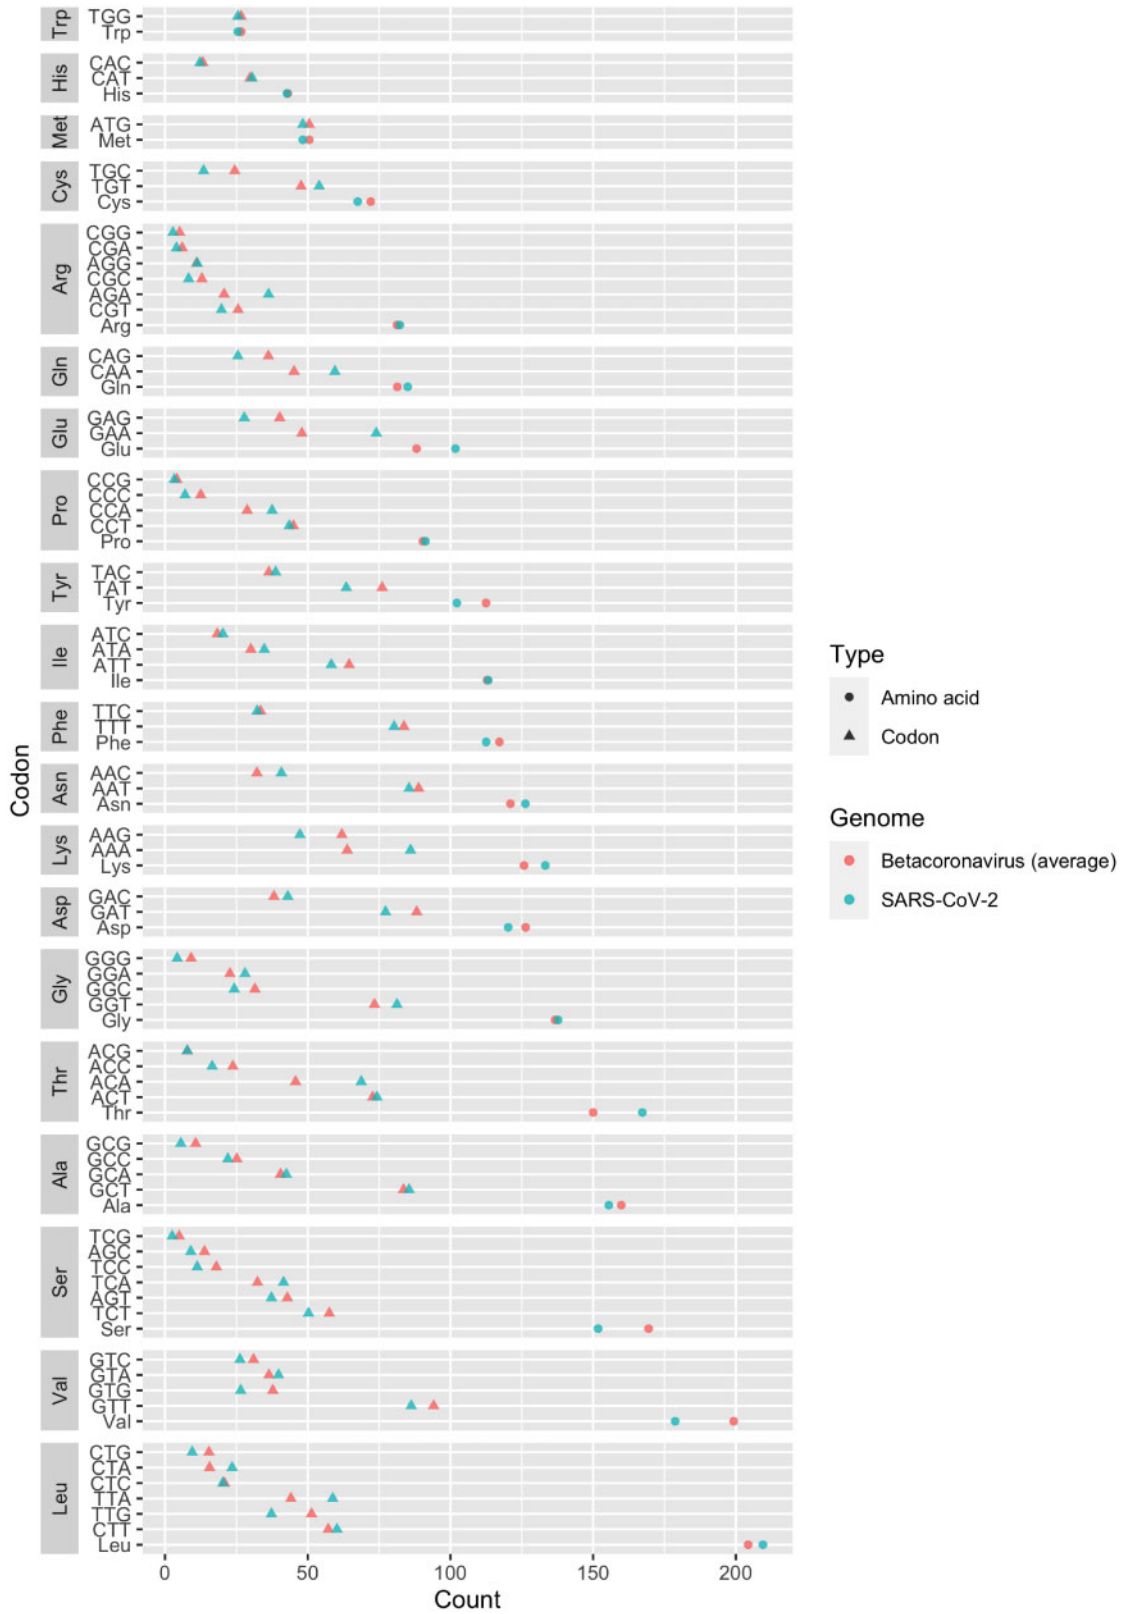 Codon
Trp
TGG
Trp
His
CAC
CAT
His
Met
ATG
Met
Cys
TGC
TGT
Cys
Arg
CGG
CGA
AGG
CGC
AGA
CGT
Arg
Gln
CAG
CAA
Gln
Glu
GAG
GAA
Glu
Pro
CCG
CCC
CCA
CCT
Pro
Tyr
TAC
TAT
Tyr
Ile
ATC
ATA
ATT
Ile
Phe
TTC
TTT
Phe
Asn
AAC
AAT
Asn
Lys
AAG
AAA
Lys
Asp
GAC
GAT
Asp
Gly
GGG
GGA
GGC
GGT
Gly
Thr
ACG
ACC
ACA
ACT
Thr
Ala
GCG
GCC
GCA
GCT
Ala
Ser
TCG
AGC
TCC
TCA
AGT
TCT
Ser
Val
GTC
GTA
GTG
GTT
Val
Leu
CTG
CTA
CTC
TTA
TTG
CTT
Leu
0 50 100 150 200
Count
Type
Amino acid
Codon
Genome
Betacoronavirus (average)
SARS-CoV-2